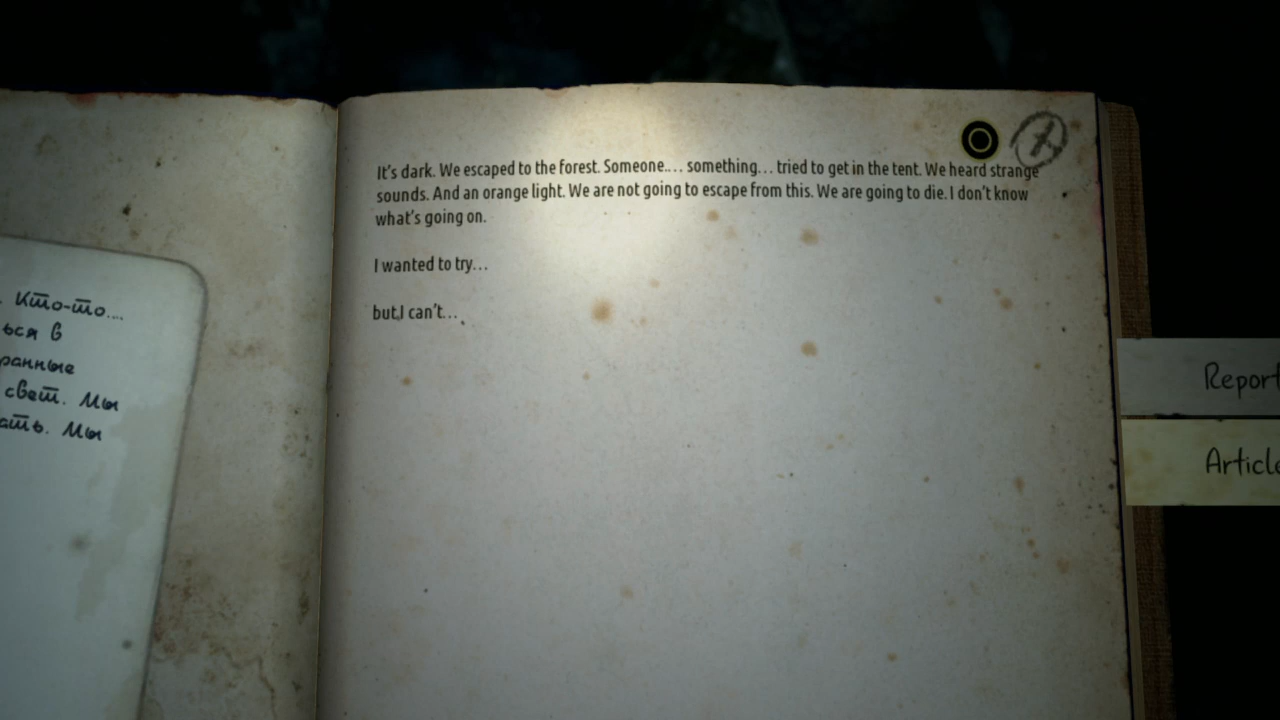 . Кто-то....
ься в
ранные
свет. Мы
ать. Мы
It's dark. We escaped to the forest. Someone.... something... tried to get in the tent. We heard strange
sounds. And an orange light. We are not going to escape from this. We are going to die. I don't know
what's going on.
I wanted to try...
but I can't...
Report
Article